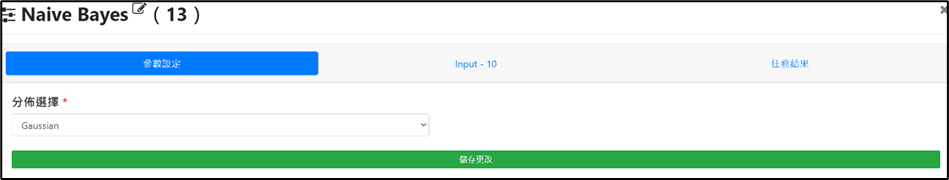 Naive Bayes ( 13 )
參數設定
Input - 10
任務結果
分佈選擇 *
Gaussian
儲存更改